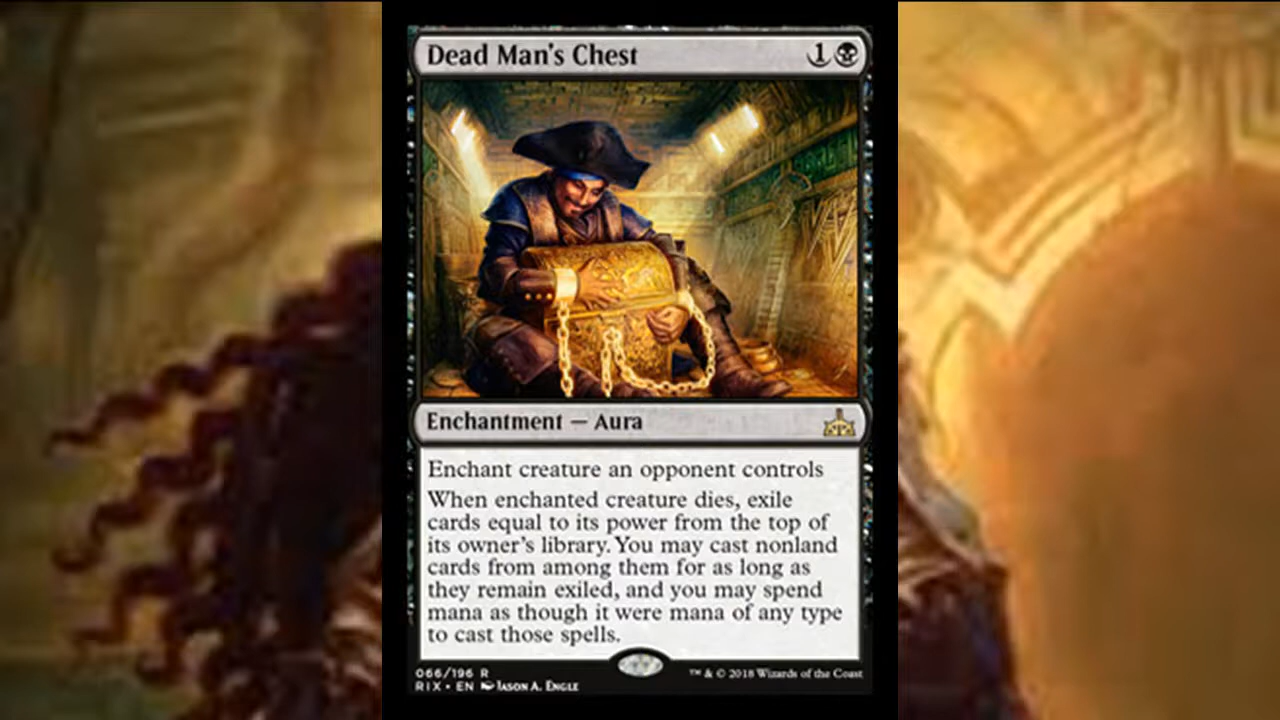 Dead Man's Chest 1
Enchantment — Aura
Enchant creature an opponent controls
When enchanted creature dies, exile
cards equal to its power from the top of
its owner's library. You may cast nonland
cards from among them for as long as
they remain exiled, and you may spend
mana as though it were mana of any type
to cast those spells.
066/196 R
RIX • EN Jason A. Engle
™ & © 2018 Wizards of the Coast